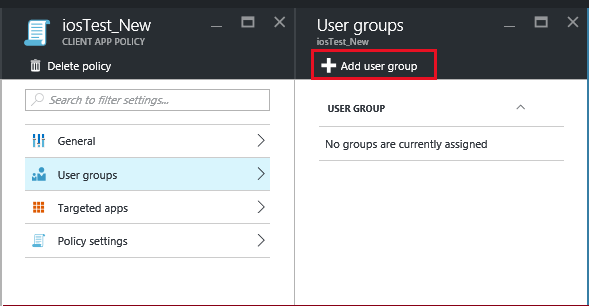 iosTest_New
CLIENT APP POLICY
Delete policy
Search to filter settings...
General
User groups
Targeted apps
Policy settings
User groups
iosTest_New
Add user group
USER GROUP
No groups are currently assigned